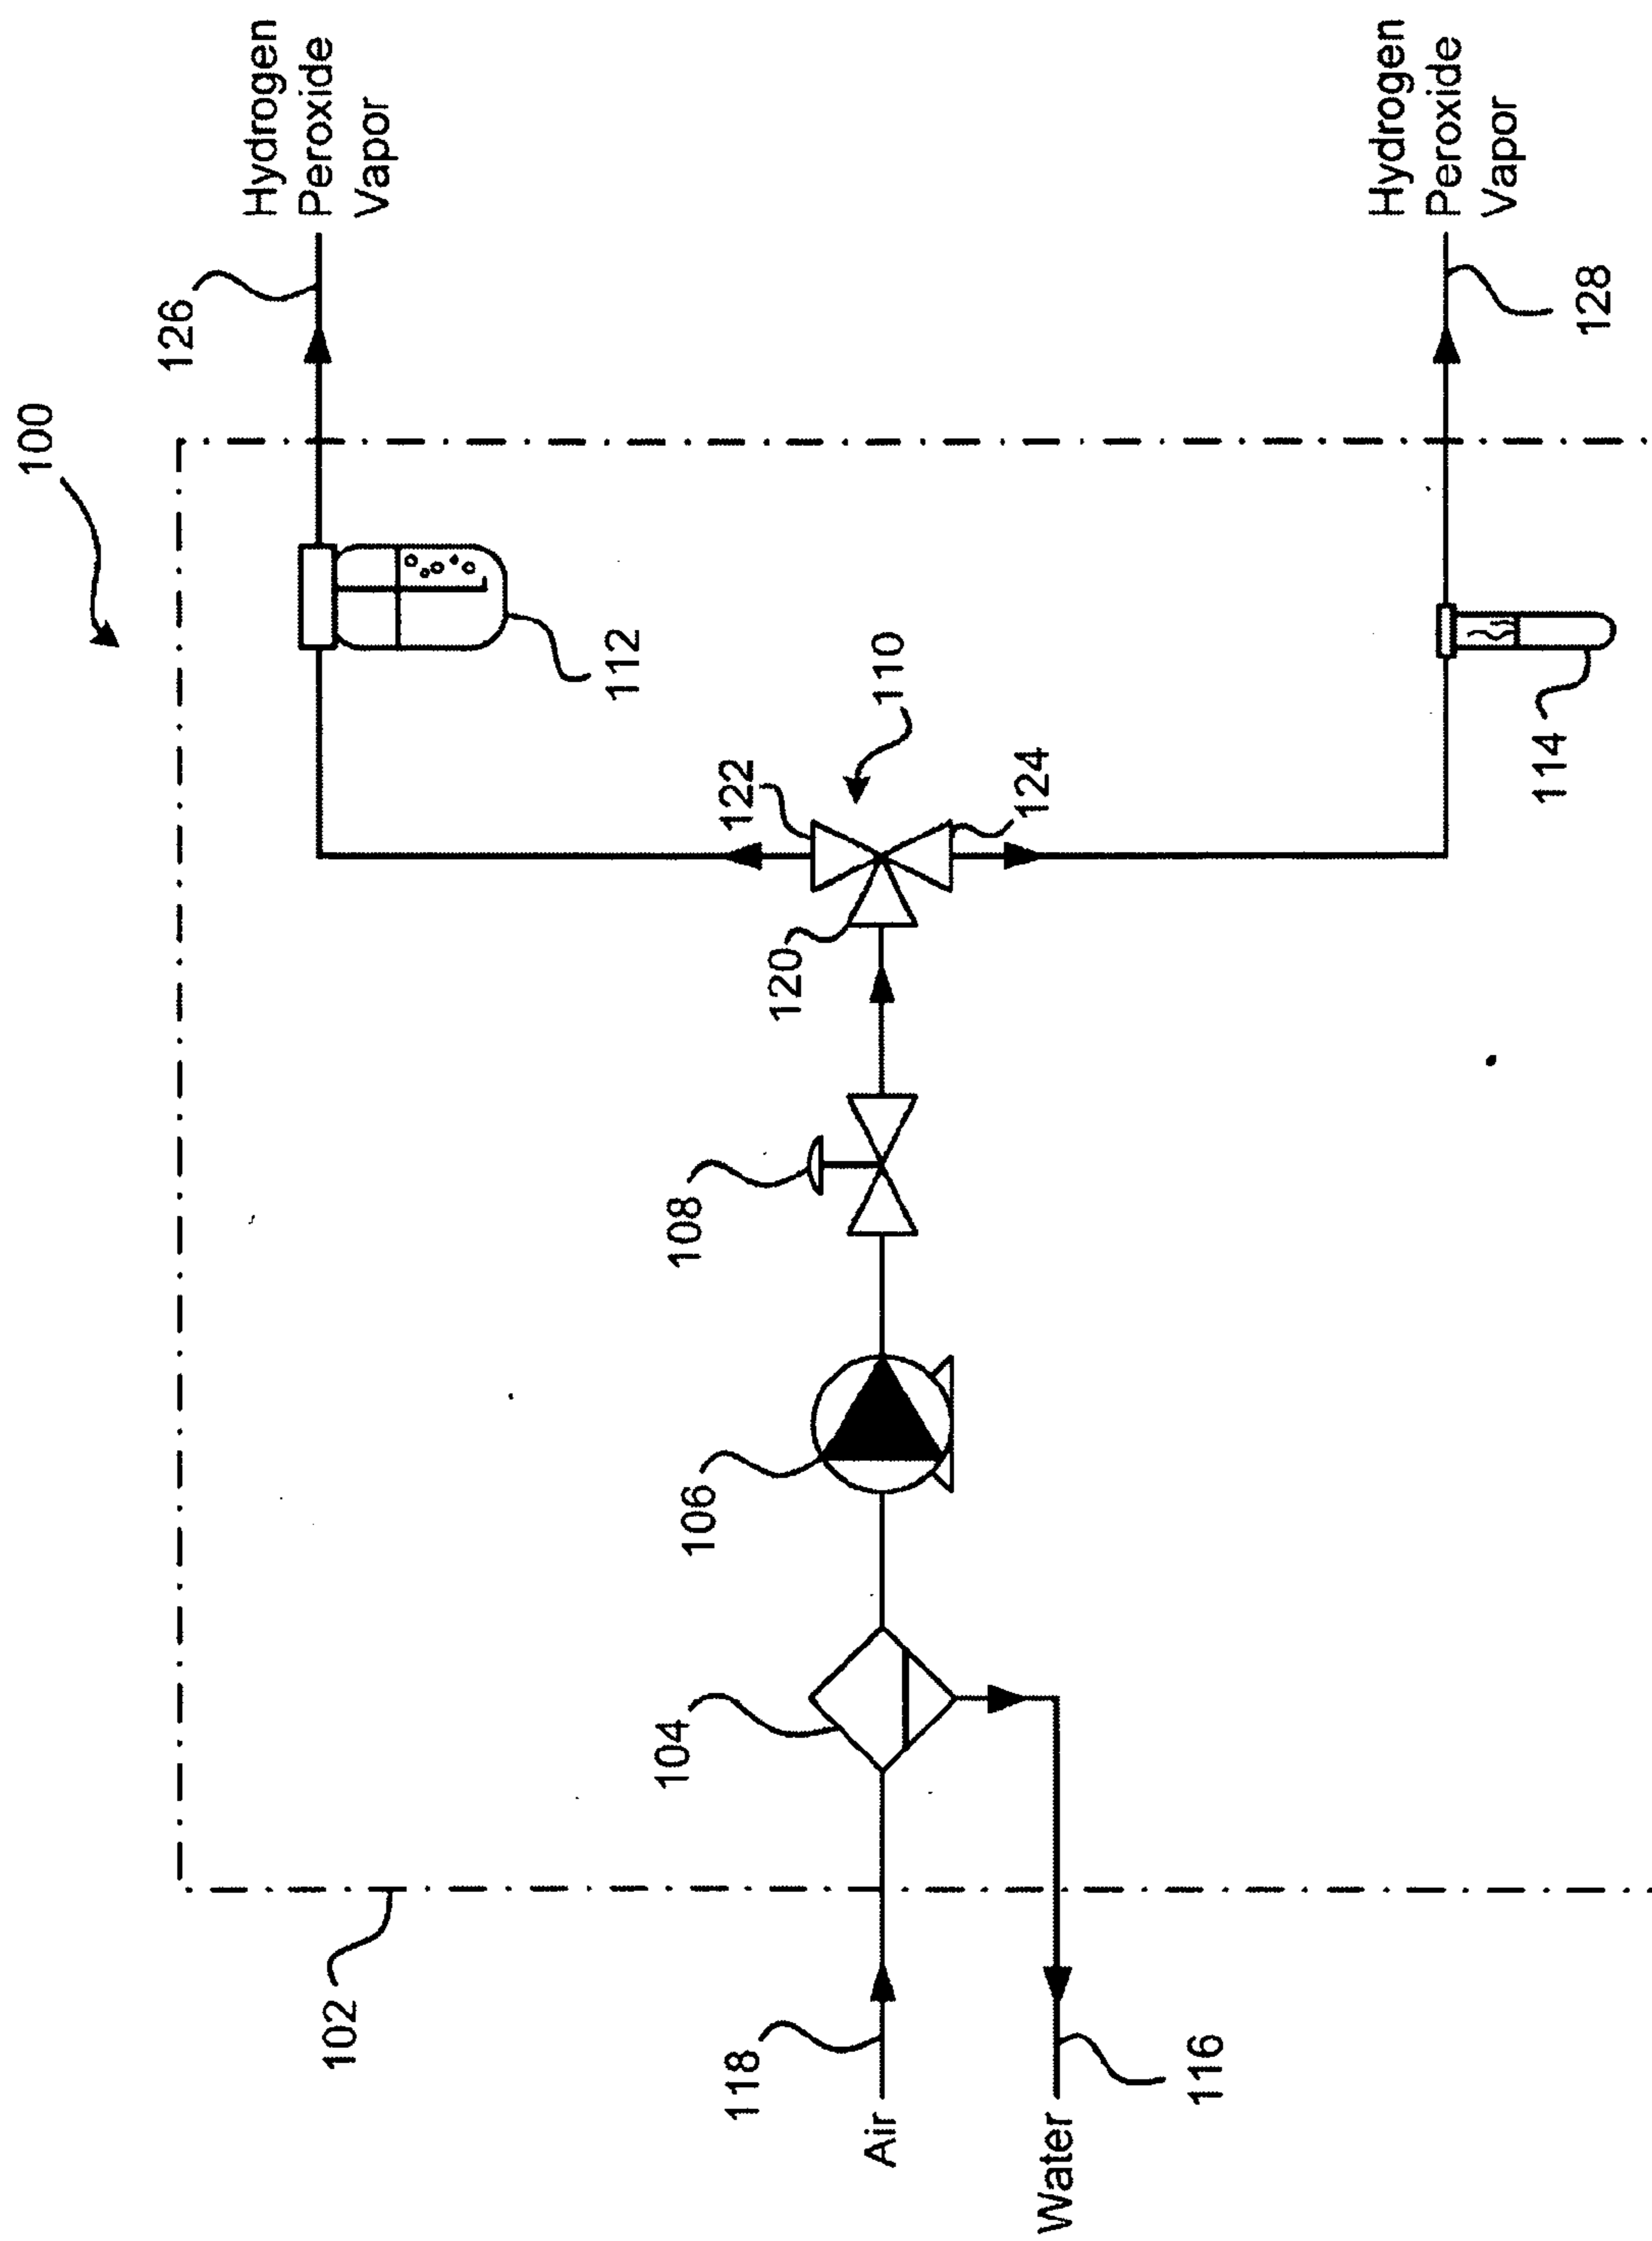 100
126
Hydrogen
Peroxide
Vapor
112
122
110
120
124
108
106
104
102
118
Air
Water
116
114
128
Hydrogen
Peroxide
Vapor